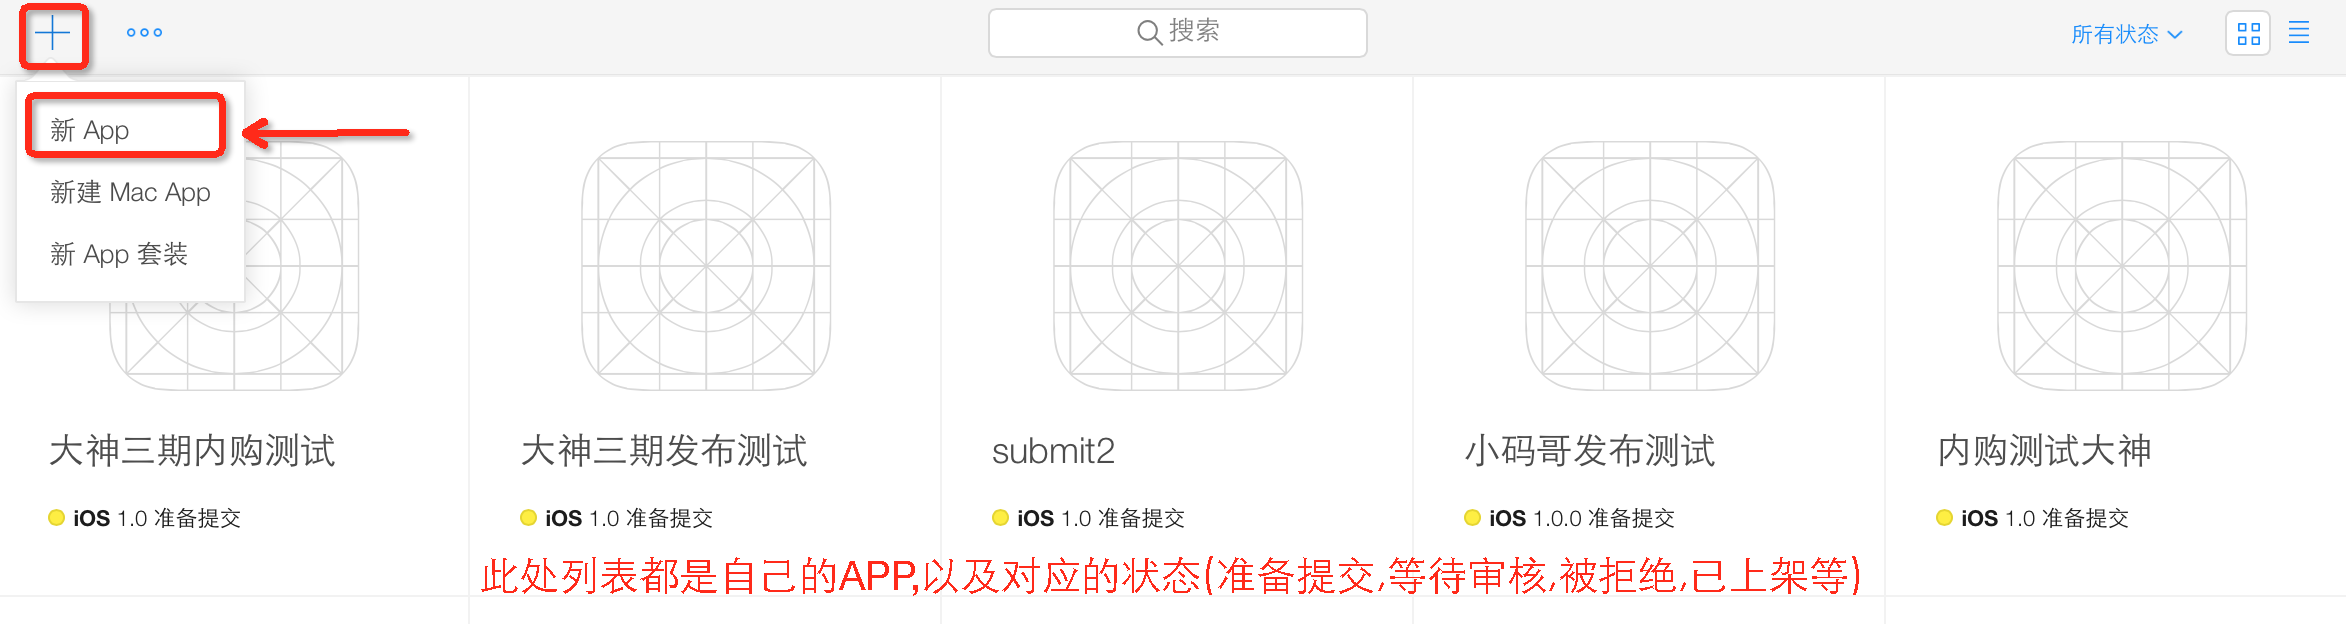 搜索
所有状态
新 App
新建 Mac App
新 App 套装
大神三期内购测试
iOS 1.0 准备提交
大神三期发布测试
iOS 1.0 准备提交
submit2
iOS 1.0 准备提交
小码哥发布测试
iOS 1.0.0 准备提交
内购测试大神
iOS 1.0 准备提交
此处列表都是自己的APP,以及对应的状态(准备提交,等待审核,被拒绝,已上架等)